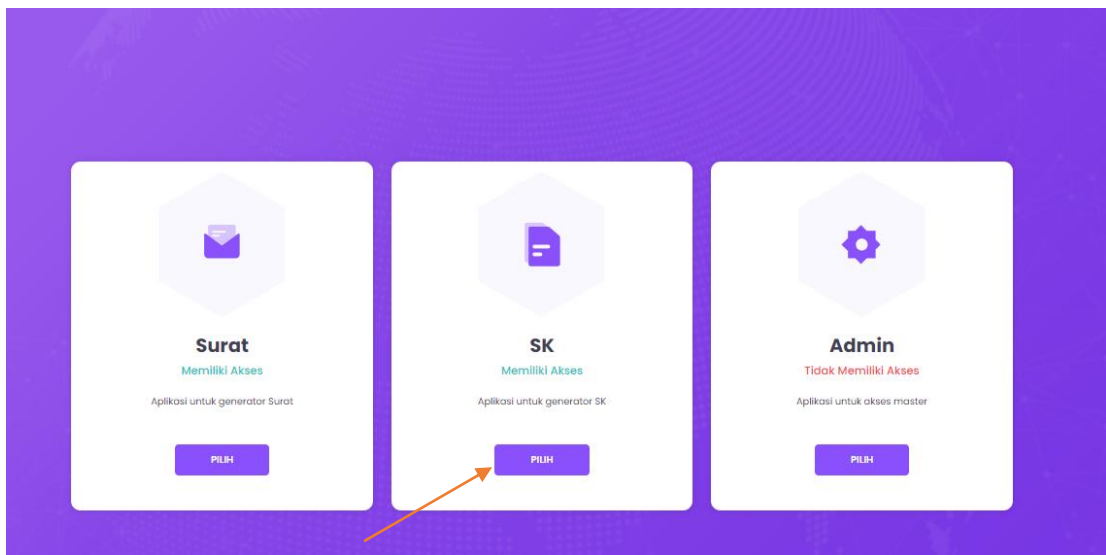 Surat
Memiliki Akses
Aplikasi untuk generator Surat
PILIH
SK
Memiliki Akses
Aplikasi untuk generator SK
PILIH
Admin
Tidak Memiliki Akses
Aplikasi untuk akses master
PILIH